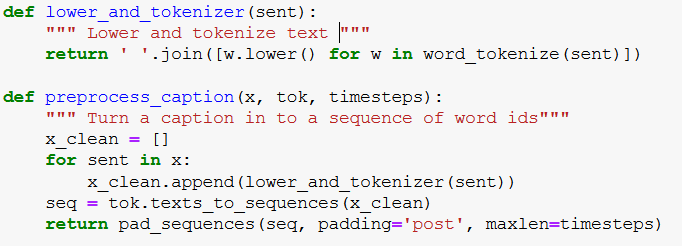 def lower_and_tokenizer(sent):
    """ Lower and tokenize text """
    return ' '.join([w.lower() for w in word_tokenize(sent)])
def preprocess_caption(x, tok, timesteps):
    """ Turn a caption in to a sequence of word ids"""
    x_clean = []
    for sent in x:
        x_clean.append(lower_and_tokenizer(sent))
    seq = tok.texts_to_sequences(x_clean)
    return pad_sequences(seq, padding='post', maxlen=timesteps)